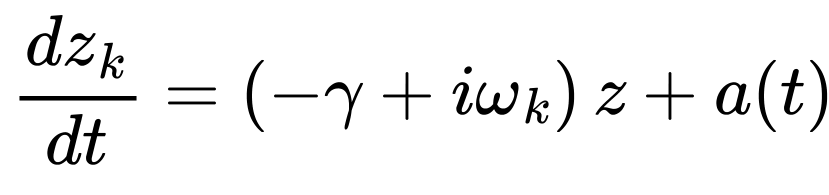 dz_k/dt = (−γ + iω_k) z + a(t)